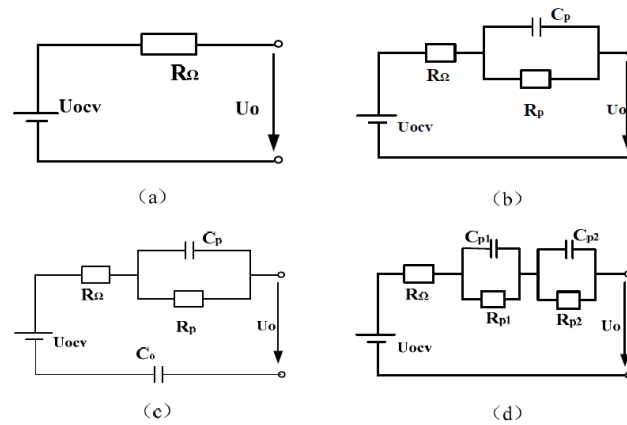 RΩ
Uocv
Uo
(a)
Cp
RΩ
Rp
Uocv
Uo
(b)
Cp
RΩ
Rp
Uocv
Uo
Co
(c)
Cp1
Cp2
RΩ
Rp1
Rp2
Uocv
Uo
(d)